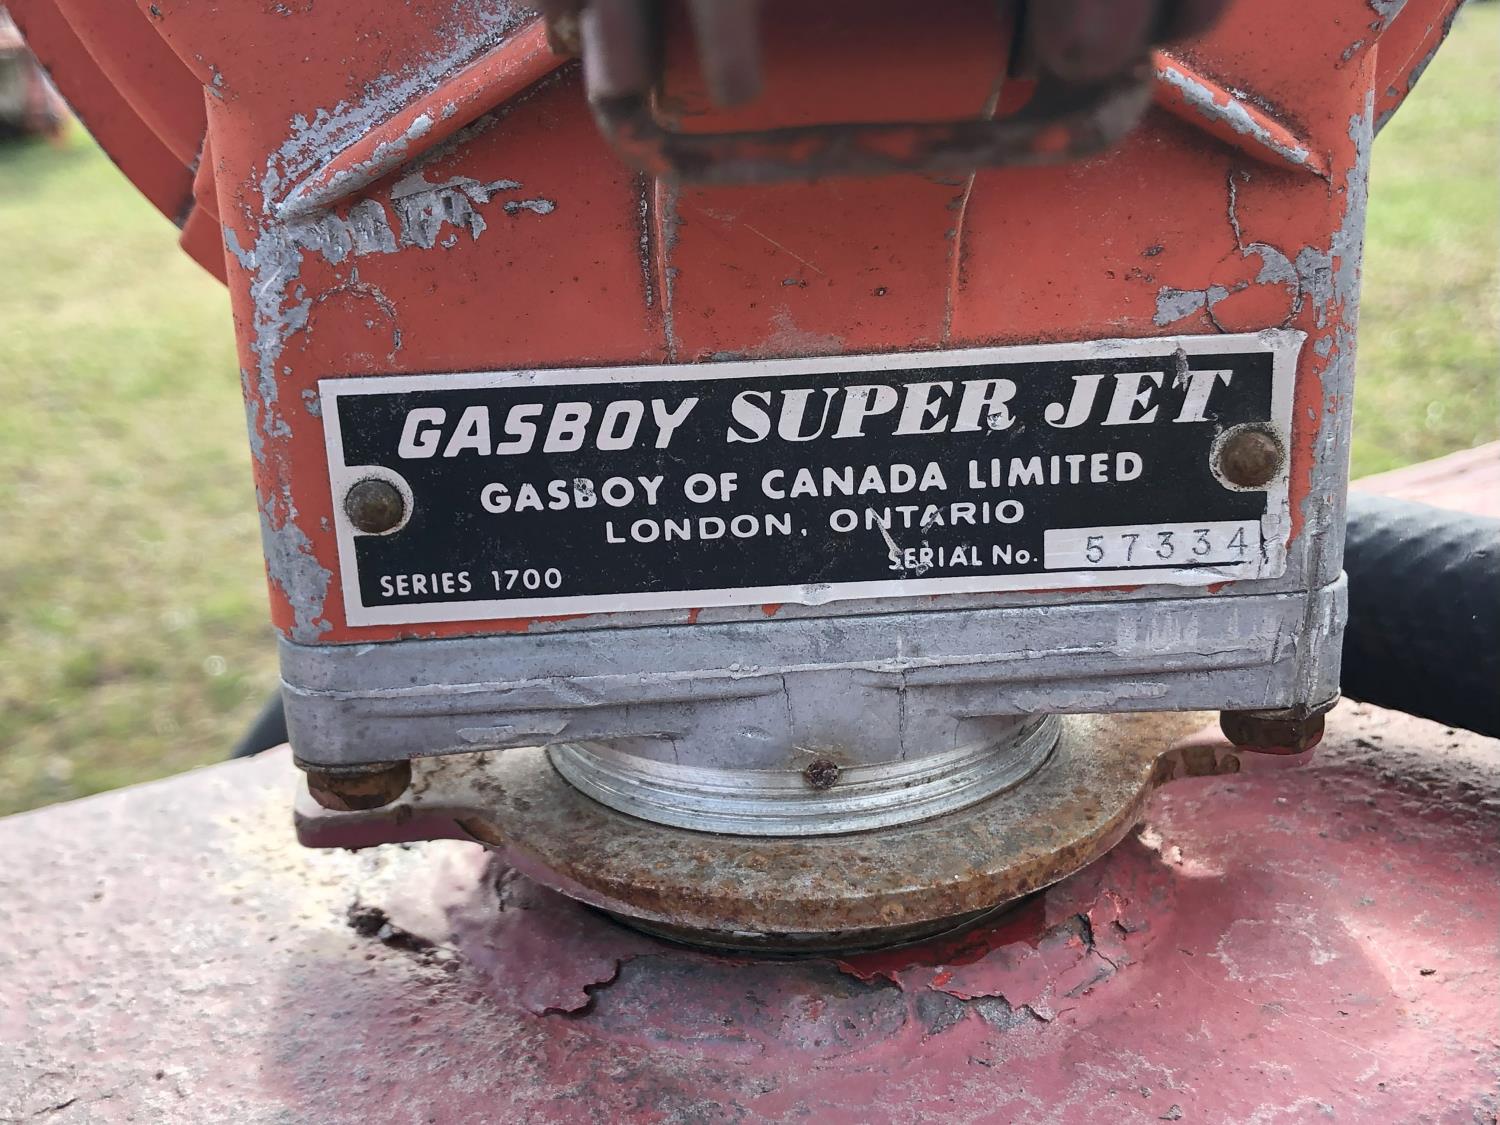 GASBOY SUPER JET
GASBOY OF CANADA LIMITED
LONDON, ONTARIO
SERIES 1700
SERIAL No. 57334